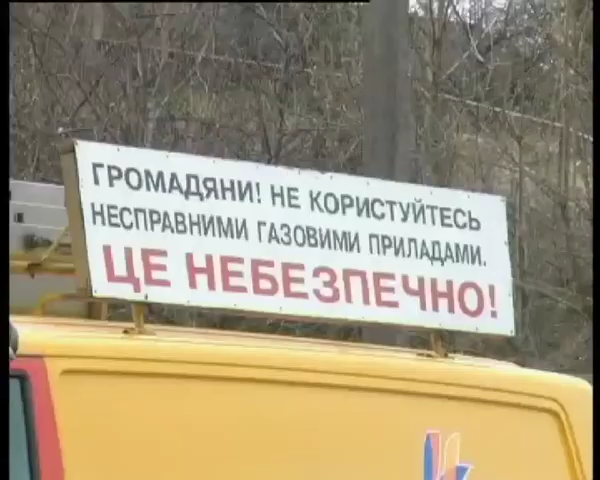 ГРОМАДЯНИ! НЕ КОРИСТУЙТЕСЬ
НЕСПРАВНИМИ ГАЗОВИМИ ПРИЛАДАМИ.
ЦЕ НЕБЕЗПЕЧНО!